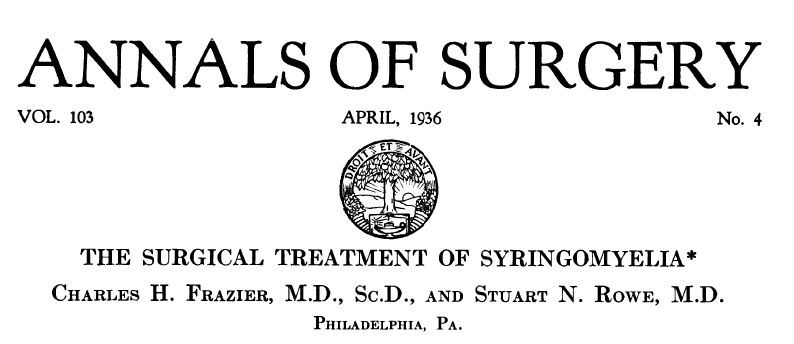 ANNALS OF SURGERY
VOL. 103 APRIL, 1936 No. 4
DROIT ET AVANT
THE SURGICAL TREATMENT OF SYRINGOMYELIA*
CHARLES H. FRAZIER, M.D., SC.D., AND STUART N. ROWE, M.D.
PHILADELPHIA, PA.